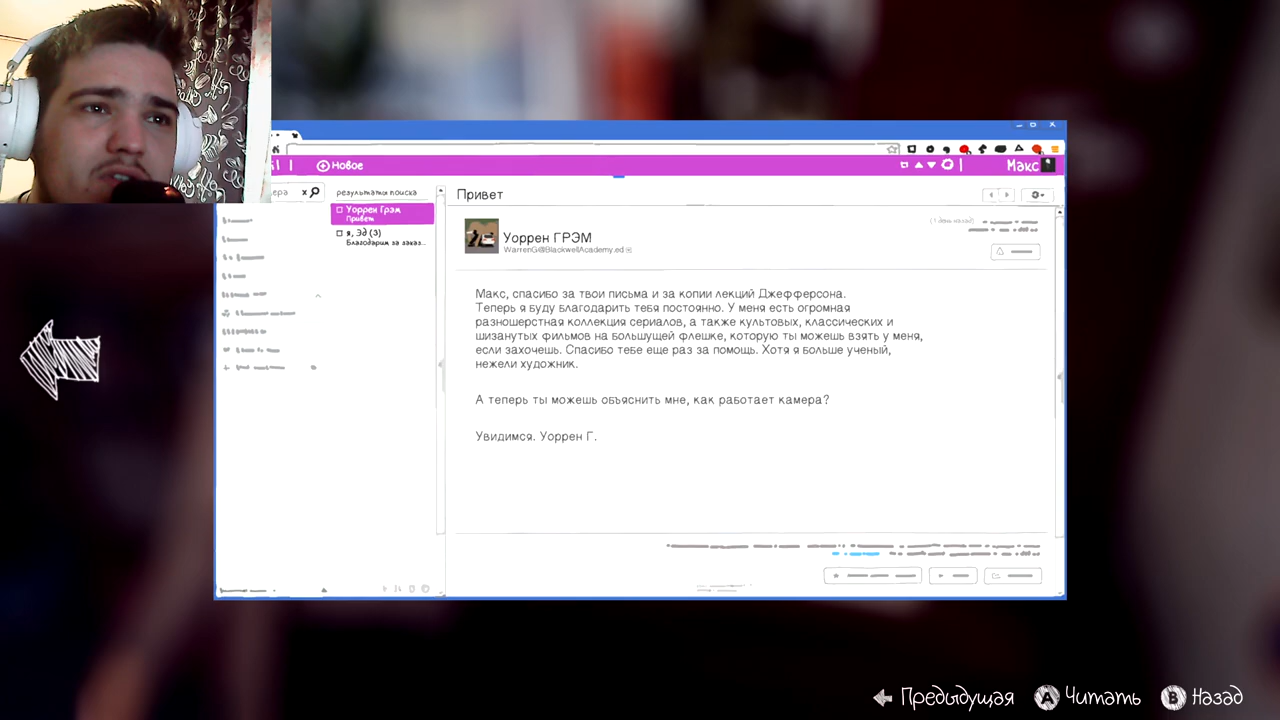 Новое
Макс
ера x
результаты поиска
Уоррен Грэм
Привет
я, Эд (3)
Благодарим за заказ...
Привет
Уоррен ГРЭМ
WarrenG@BlackwellAcademy.ed
(1 день назад)
Макс, спасибо за твои письма и за копии лекций Джефферсона.
Теперь я буду благодарить тебя постоянно. У меня есть огромная
разношерстная коллекция сериалов, а также культовых, классических и
шизанутых фильмов на большущей флешке, которую ты можешь взять у меня,
если захочешь. Спасибо тебе еще раз за помощь. Хотя я больше ученый,
нежели художник.
А теперь ты можешь объяснить мне, как работает камера?
Увидимся. Уоррен Г.
Предыдущая A Читать B Назад